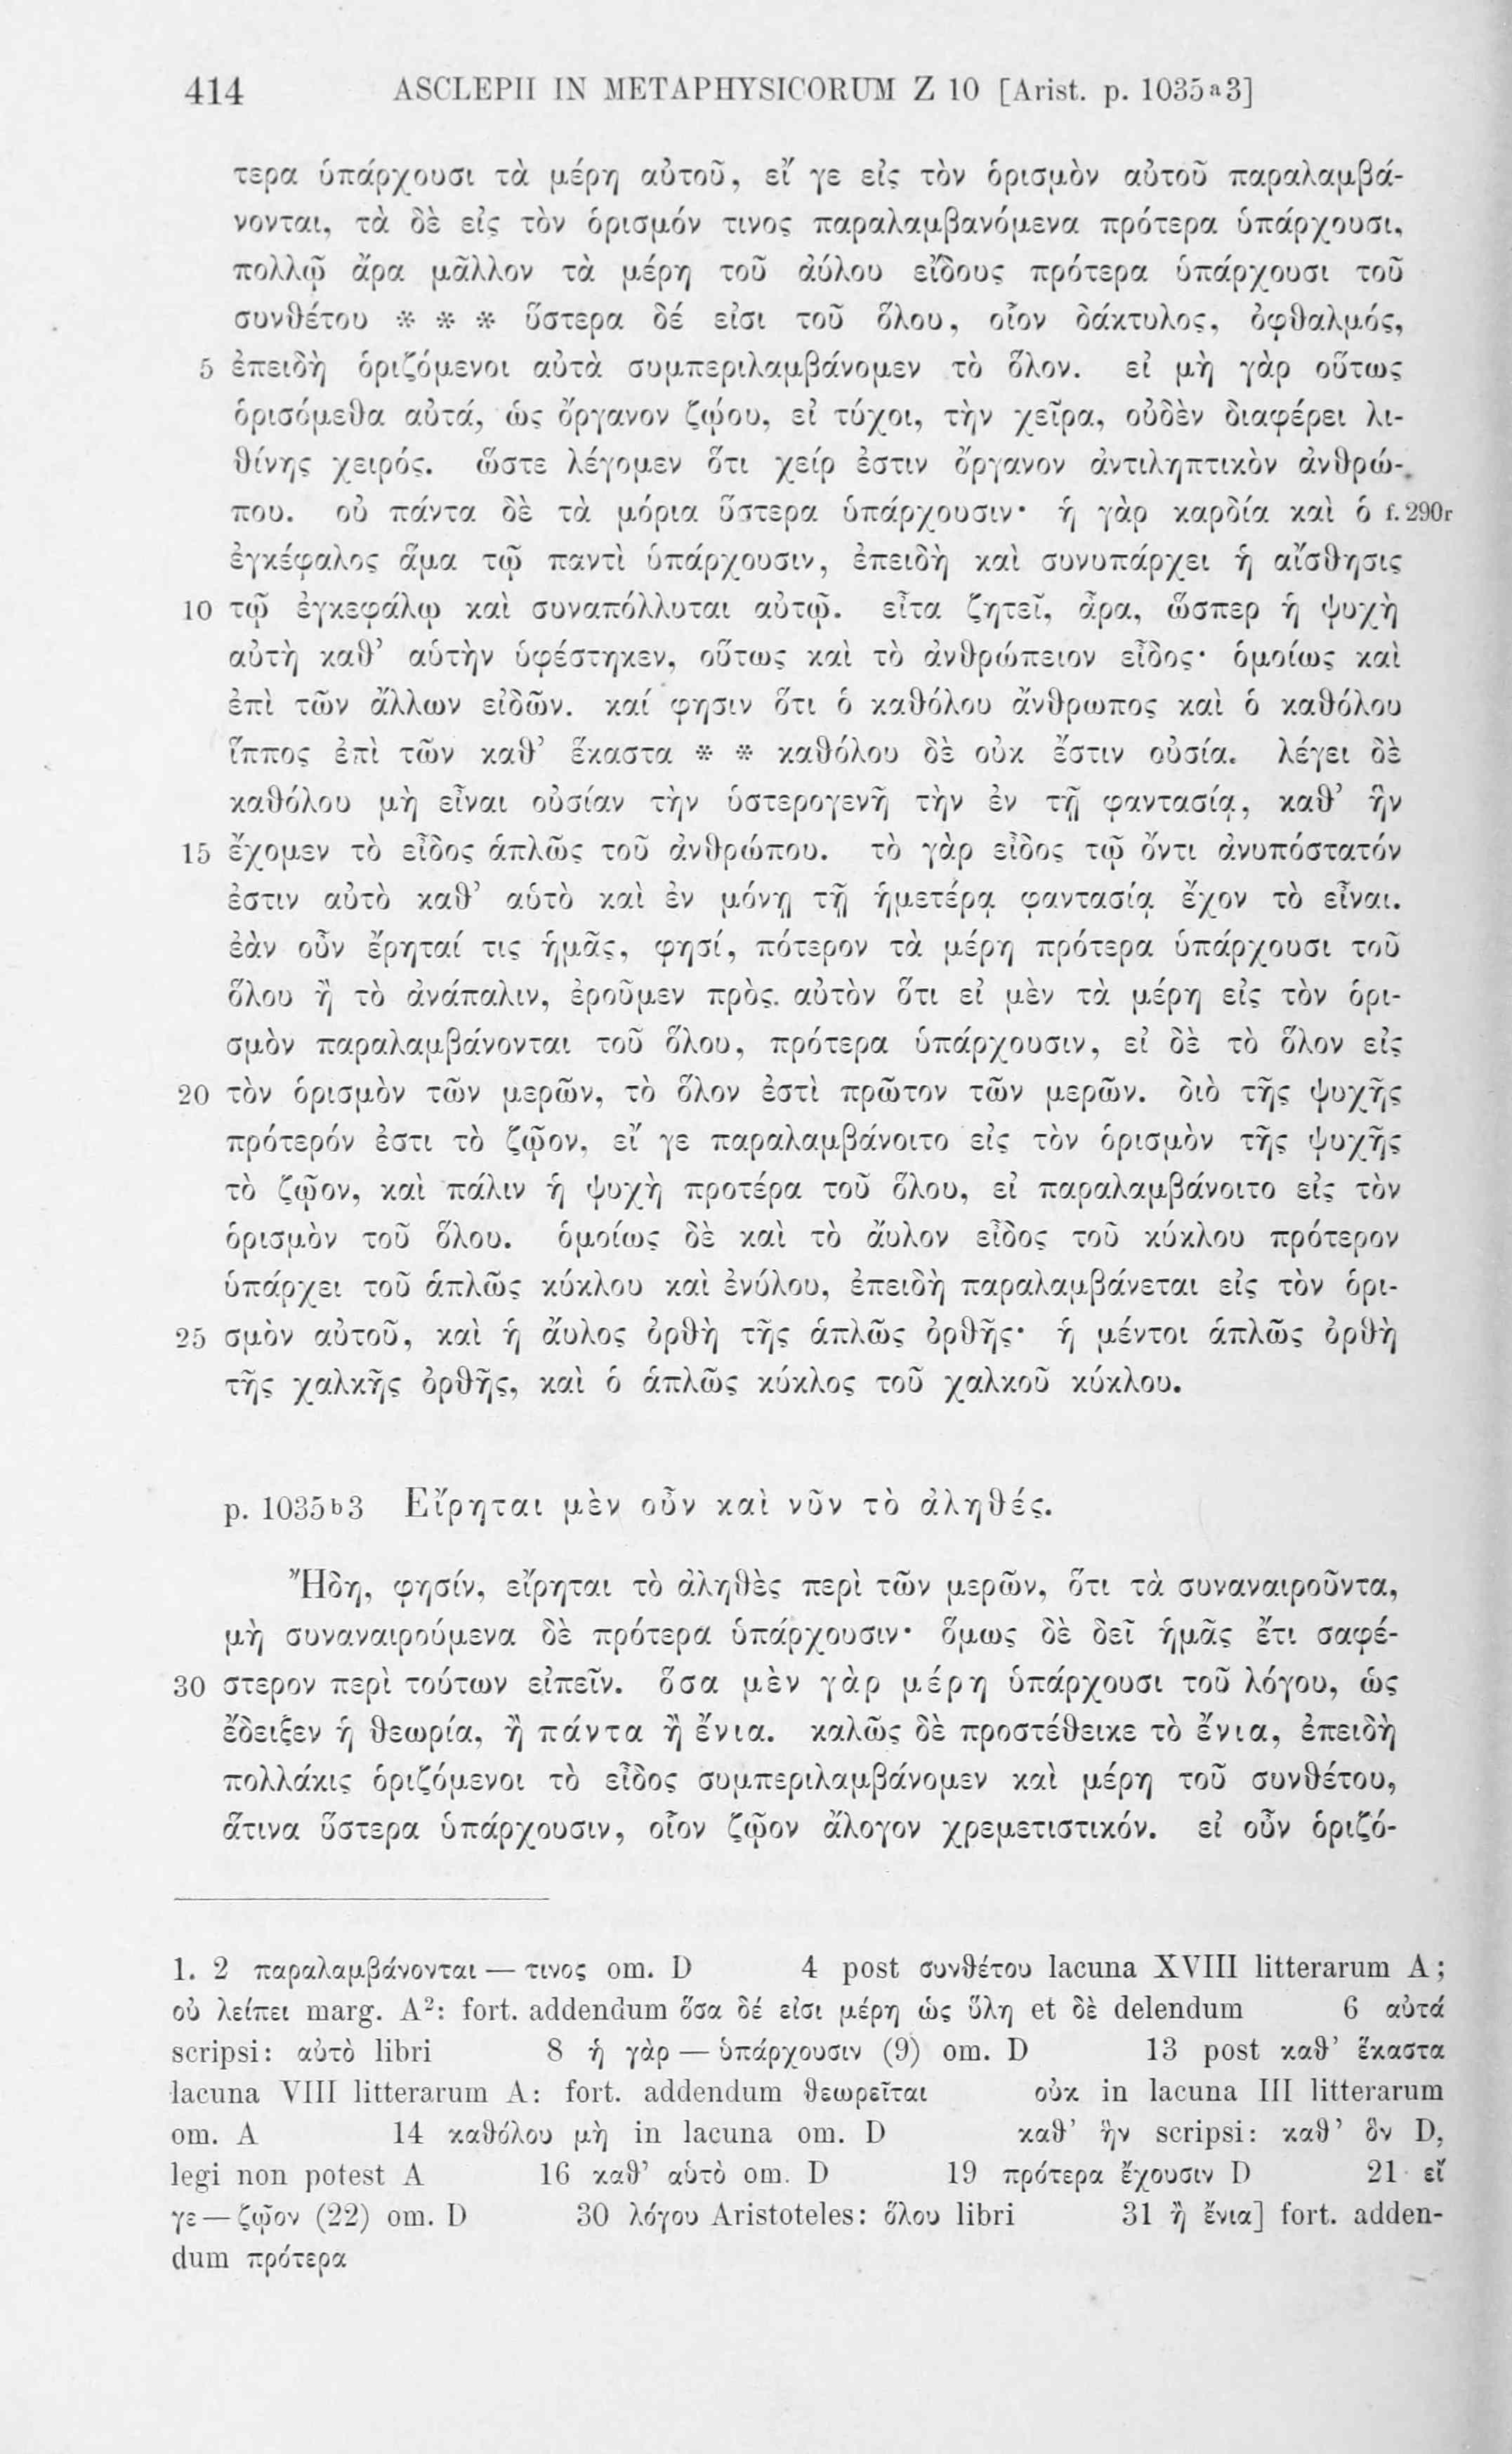 414 ASCLEPII IN METAPHYSICORUM Z 10 [Arist. p. 1035ᵃ3]
τερα ὑπάρχουσι τὰ μέρη αὐτοῦ, εἴ γε εἰς τὸν ὁρισμὸν αὐτοῦ παραλαμβά-
νονται, τὰ δὲ εἰς τὸν ὁρισμόν τινος παραλαμβανόμενα πρότερα ὑπάρχουσι,
πολλῷ ἄρα μᾶλλον τὰ μέρη τοῦ ἀύλου εἴδους πρότερα ὑπάρχουσι τοῦ
συνθέτου * * * ὕστερα δέ εἰσι τοῦ ὅλου, οἷον δάκτυλος, ὀφθαλμός,
5 ἐπειδὴ ὁριζόμενοι αὐτὰ συμπεριλαμβάνομεν τὸ ὅλον. εἰ μὴ γὰρ οὕτως
ὁρισόμεθα αὐτά, ὡς ὄργανον ζῴου, εἰ τύχοι, τὴν χεῖρα, οὐδὲν διαφέρει λι-
θίνης χειρός. ὥστε λέγομεν ὅτι χείρ ἐστιν ὄργανον ἀντιληπτικὸν ἀνθρώ-
που. οὐ πάντα δὲ τὰ μόρια ὕστερα ὑπάρχουσιν· ἡ γὰρ καρδία καὶ ὁ f. 290r
ἐγκέφαλος ἅμα τῷ παντὶ ὑπάρχουσιν, ἐπειδὴ καὶ συνυπάρχει ἡ αἴσθησις
10 τῷ ἐγκεφάλῳ καὶ συναπόλλυται αὐτῷ. εἶτα ζητεῖ, ἆρα, ὥσπερ ἡ ψυχὴ
αὐτὴ καθ’ αὑτὴν ὑφέστηκεν, οὕτως καὶ τὸ ἀνθρώπειον εἶδος· ὁμοίως καὶ
ἐπὶ τῶν ἄλλων εἰδῶν. καί φησιν ὅτι ὁ καθόλου ἄνθρωπος καὶ ὁ καθόλου
ἵππος ἐπὶ τῶν καθ’ ἕκαστα * * καθόλου δὲ οὐκ ἔστιν οὐσία. λέγει δὲ
καθόλου μὴ εἶναι οὐσίαν τὴν ὑστερογενῆ τὴν ἐν τῇ φαντασίᾳ, καθ’ ἣν
15 ἔχομεν τὸ εἶδος ἁπλῶς τοῦ ἀνθρώπου. τὸ γὰρ εἶδος τῷ ὄντι ἀνυπόστατόν
ἐστιν αὐτὸ καθ’ αὑτὸ καὶ ἐν μόνῃ τῇ ἡμετέρᾳ φαντασίᾳ ἔχον τὸ εἶναι.
ἐὰν οὖν ἔρηταί τις ἡμᾶς, φησί, πότερον τὰ μέρη πρότερα ὑπάρχουσι τοῦ
ὅλου ἢ τὸ ἀνάπαλιν, ἐροῦμεν πρὸς αὐτὸν ὅτι εἰ μὲν τὰ μέρη εἰς τὸν ὁρι-
σμὸν παραλαμβάνονται τοῦ ὅλου, πρότερα ὑπάρχουσιν, εἰ δὲ τὸ ὅλον εἰς
20 τὸν ὁρισμὸν τῶν μερῶν, τὸ ὅλον ἐστὶ πρῶτον τῶν μερῶν. διὸ τῆς ψυχῆς
πρότερόν ἐστι τὸ ζῷον, εἴ γε παραλαμβάνοιτο εἰς τὸν ὁρισμὸν τῆς ψυχῆς
τὸ ζῷον, καὶ πάλιν ἡ ψυχὴ προτέρα τοῦ ὅλου, εἰ παραλαμβάνοιτο εἰς τὸν
ὁρισμὸν τοῦ ὅλου. ὁμοίως δὲ καὶ τὸ ἄυλον εἶδος τοῦ κύκλου πρότερον
ὑπάρχει τοῦ ἁπλῶς κύκλου καὶ ἐνύλου, ἐπειδὴ παραλαμβάνεται εἰς τὸν ὁρι-
25 σμὸν αὐτοῦ, καὶ ἡ ἄυλος ὀρθὴ τῆς ἁπλῶς ὀρθῆς· ἡ μέντοι ἁπλῶς ὀρθὴ
τῆς χαλκῆς ὀρθῆς, καὶ ὁ ἁπλῶς κύκλος τοῦ χαλκοῦ κύκλου.
p. 1035ᵇ3 Εἴρηται μὲν οὖν καὶ νῦν τὸ ἀληθές.
Ἤδη, φησίν, εἴρηται τὸ ἀληθὲς περὶ τῶν μερῶν, ὅτι τὰ συναναιροῦντα,
μὴ συναναιρούμενα δὲ πρότερα ὑπάρχουσιν· ὅμως δὲ δεῖ ἡμᾶς ἔτι σαφέ-
30 στερον περὶ τούτων εἰπεῖν. ὅσα μὲν γὰρ μέρη ὑπάρχουσι τοῦ λόγου, ὡς
ἔδειξεν ἡ θεωρία, ἢ πάντα ἢ ἔνια. καλῶς δὲ προστέθεικε τὸ ἔνια, ἐπειδὴ
πολλάκις ὁριζόμενοι τὸ εἶδος συμπεριλαμβάνομεν καὶ μέρη τοῦ συνθέτου,
ἅτινα ὕστερα ὑπάρχουσιν, οἷον ζῷον ἄλογον χρεμετιστικόν. εἰ οὖν ὁριζό-
1. 2 παραλαμβάνονται — τινος om. D 4 post συνθέτου lacuna XVIII litterarum A;
οὐ λείπει marg. A²: fort. addendum ὅσα δέ εἰσι μέρη ὡς ὕλη et δὲ delendum 6 αὐτά
scripsi: αὐτὸ libri 8 ἡ γὰρ — ὑπάρχουσιν (9) om. D 13 post καθ’ ἕκαστα
lacuna VIII litterarum A: fort. addendum θεωρεῖται οὐκ in lacuna III litterarum
om. A 14 καθόλου μὴ in lacuna om. D καθ’ ἣν scripsi: καθ’ ὃν D,
legi non potest A 16 καθ’ αὑτὸ om. D 19 πρότερα ἔχουσιν D 21 εἴ
γε — ζῷον (22) om. D 30 λόγου Aristoteles: ὅλου libri 31 ἢ ἔνια] fort. adden-
dum πρότερα